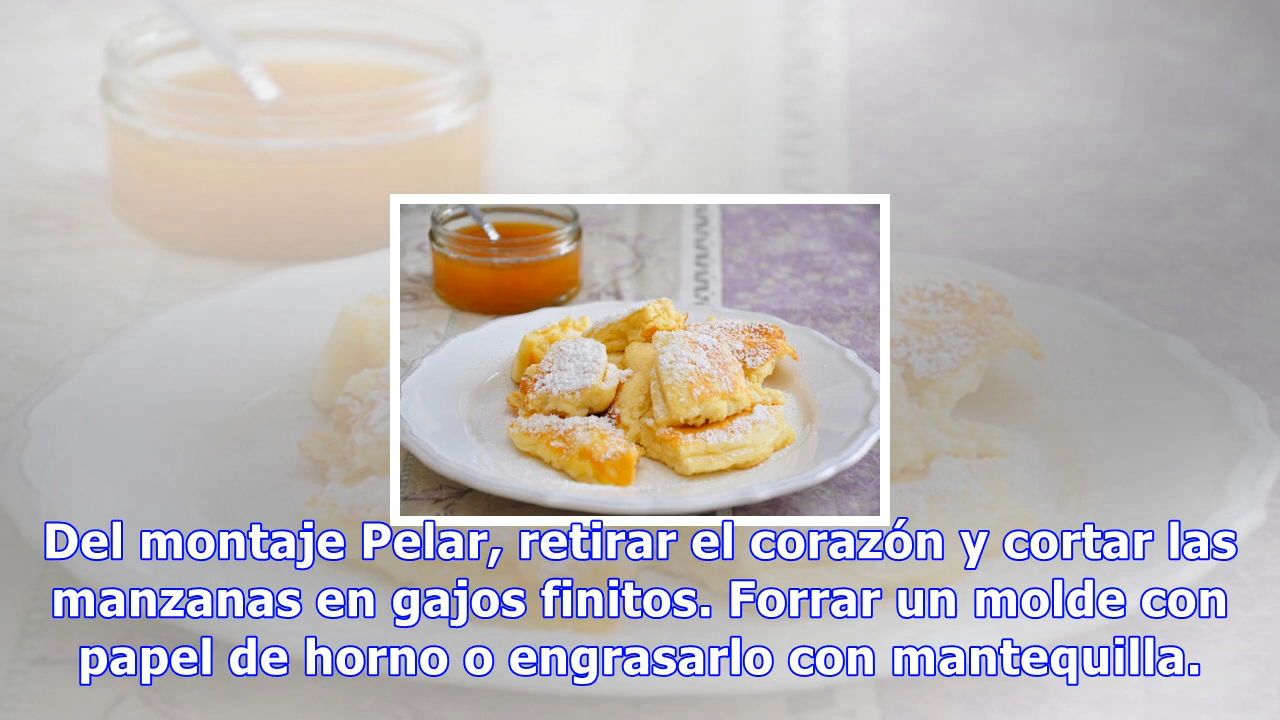 Del montaje Pelar, retirar el corazón y cortar las
manzanas en gajos finitos. Forrar un molde con
papel de horno o engrasarlo con mantequilla.